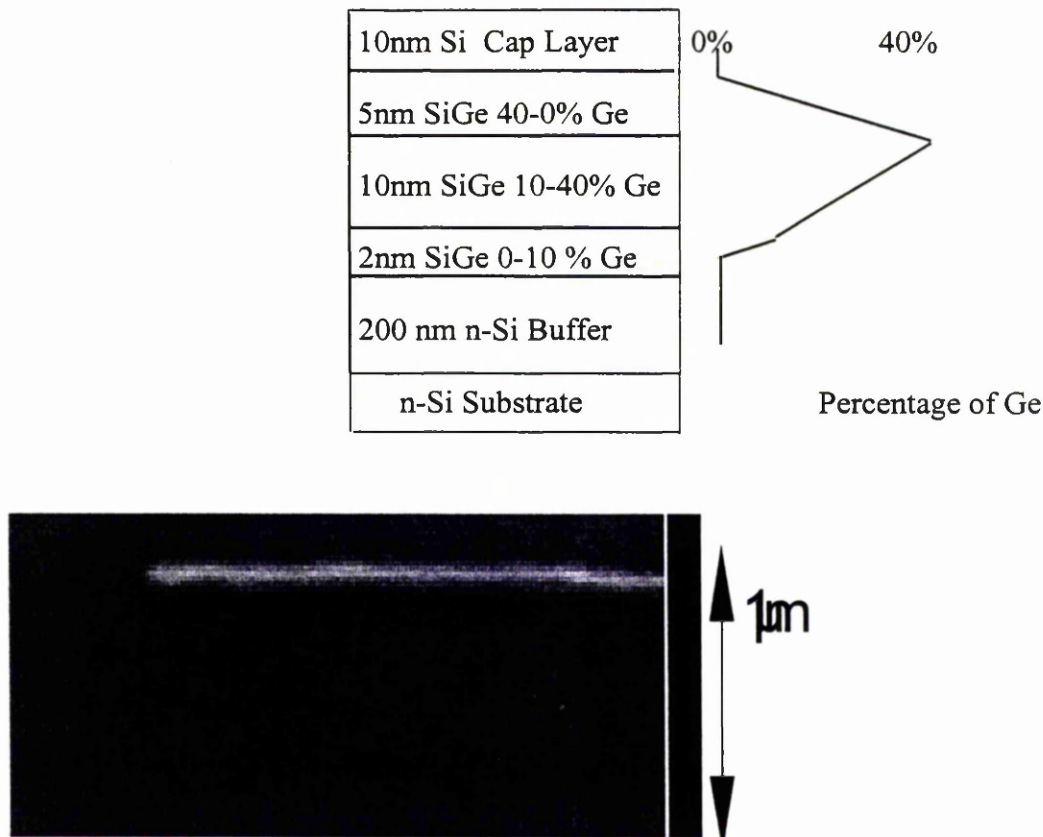 10nm Si Cap Layer 0% 40%
5nm SiGe 40-0% Ge
10nm SiGe 10-40% Ge
2nm SiGe 0-10 % Ge
200 nm n-Si Buffer
n-Si Substrate Percentage of Ge
1μm